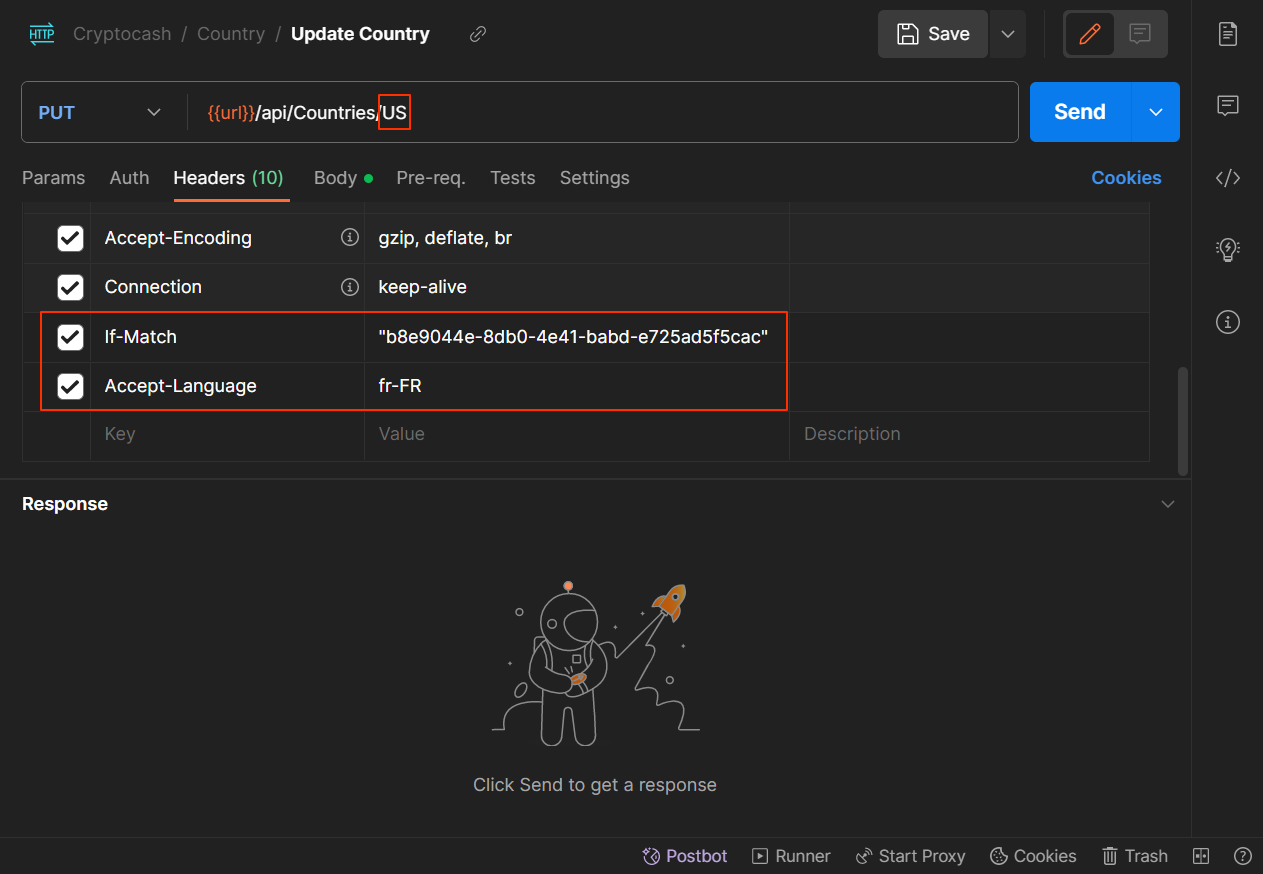 HTTP Cryptocash / Country / Update Country Save
PUT {{url}}/api/Countries/US Send
Params Auth Headers (10) Body Pre-req. Tests Settings Cookies
Accept-Encoding gzip, deflate, br
Connection keep-alive
If-Match "b8e9044e-8db0-4e41-babd-e725ad5f5cac"
Accept-Language fr-FR
Key Value Description
Response
Click Send to get a response
Postbot Runner Start Proxy Cookies Trash